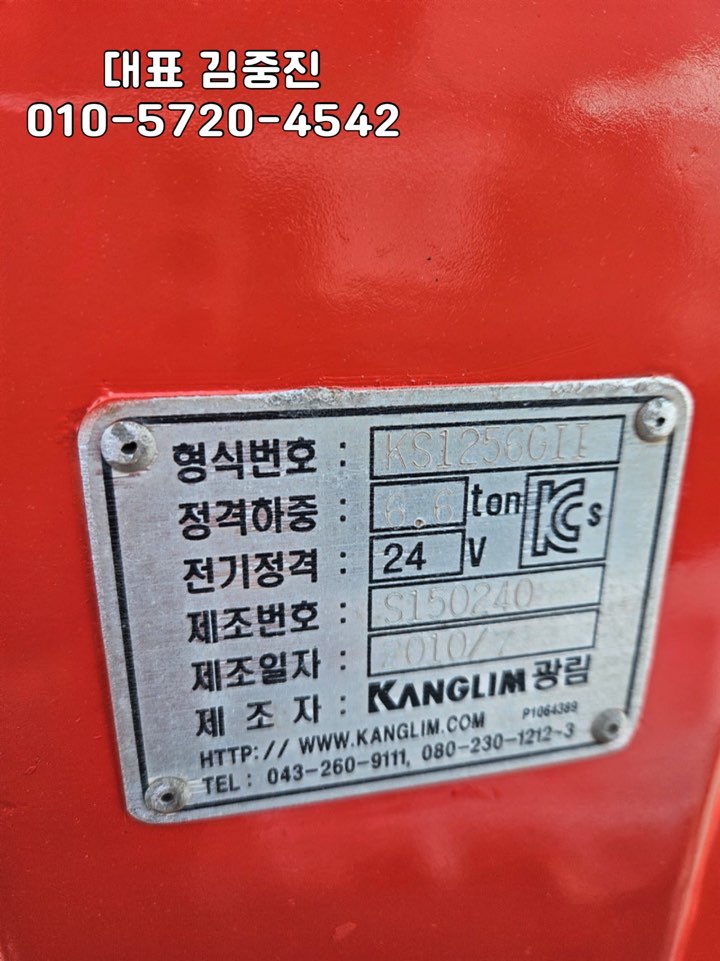 대표 김중진
010-5720-4542
형식번호 :
정격하중 : 6.6 ton
전기정격 : 24 V
제조번호 : S150240
제조일자 : 2010/7
제 조 자 : KANGLIM 광림
P1064389
HTTP:// WWW.KANGLIM.COM
TEL : 043-260-9111, 080-230-1212~3